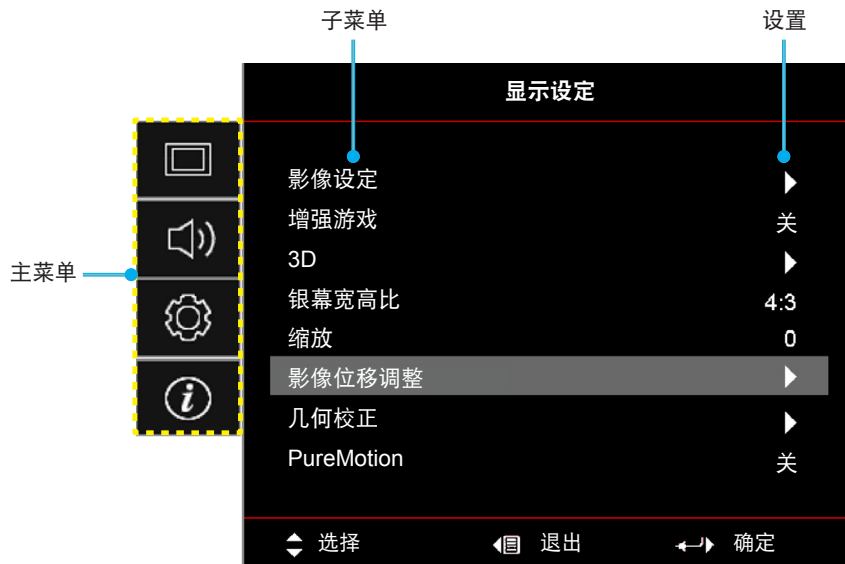 子菜单 设置
显示设定
影像设定
增强游戏 关
3D
主菜单
银幕宽高比 4:3
缩放 0
影像位移调整
几何校正
PureMotion 关
选择 退出 确定